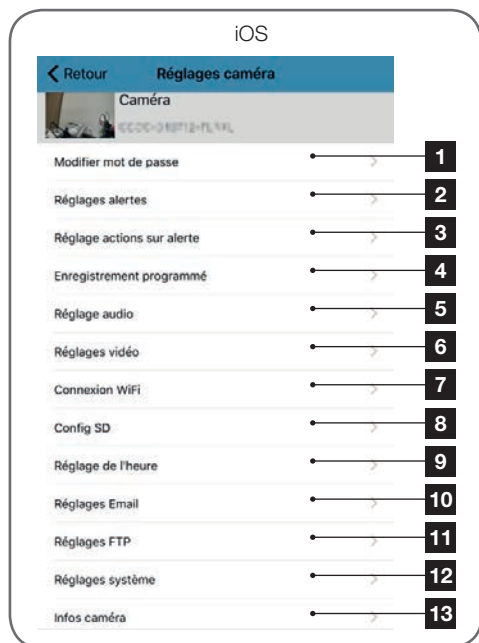 iOS
Retour Réglages caméra
Caméra
Modifier mot de passe 1
Réglages alertes 2
Réglage actions sur alerte 3
Enregistrement programmé 4
Réglage audio 5
Réglages vidéo 6
Connexion WiFi 7
Config SD 8
Réglage de l'heure 9
Réglages Email 10
Réglages FTP 11
Réglages système 12
Infos caméra 13